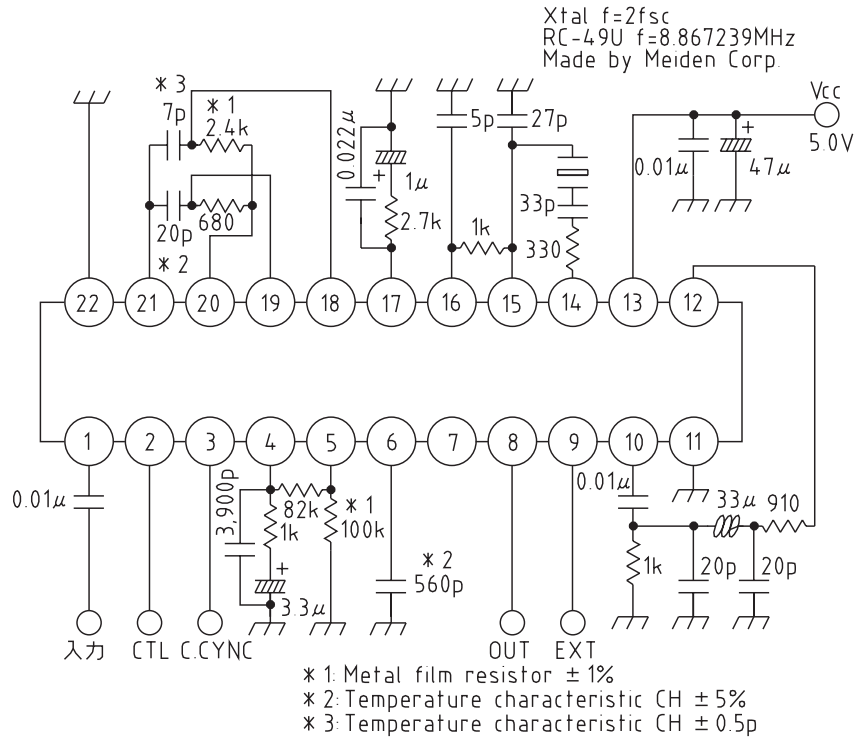 Xtal f=2fsc
RC-49U f=8.867239MHz
Made by Meiden Corp.
Vcc
5.0V
* 3
7p
* 1
2.4k
680
20p
* 2
0.022μ
+
1μ
2.7k
5p
27p
1k
33p
330
0.01μ
+
47μ
22
21
20
19
18
17
16
15
14
13
12
1
2
3
4
5
6
7
8
9
10
11
0.01μ
3,900p
82k
1k
* 1
100k
+
3.3μ
* 2
560p
0.01μ
33μ
910
1k
20p
20p
入力
CTL
C.CYNC
OUT
EXT
* 1: Metal film resistor ± 1%
* 2: Temperature characteristic CH ± 5%
* 3: Temperature characteristic CH ± 0.5p